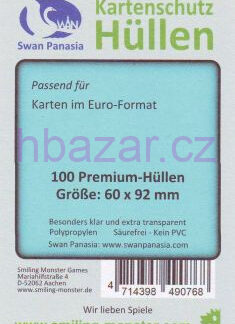 Kartenschutz
Hüllen
SWAN
Swan Panasia
Passend für
Karten im Euro-Format
hbazar.cz
100 Premium-Hüllen
Größe: 60 x 92 mm
Besonders klar und extra transparent
Polypropylen Säurefrei - Kein PVC
Swan Panasia: www.swanpanasia.com
Smiling Monster Games
Mariahilfstraße 4
D-52062 Aachen
www.smiling-monster.de
4 714398 490768
Wir lieben Spiele